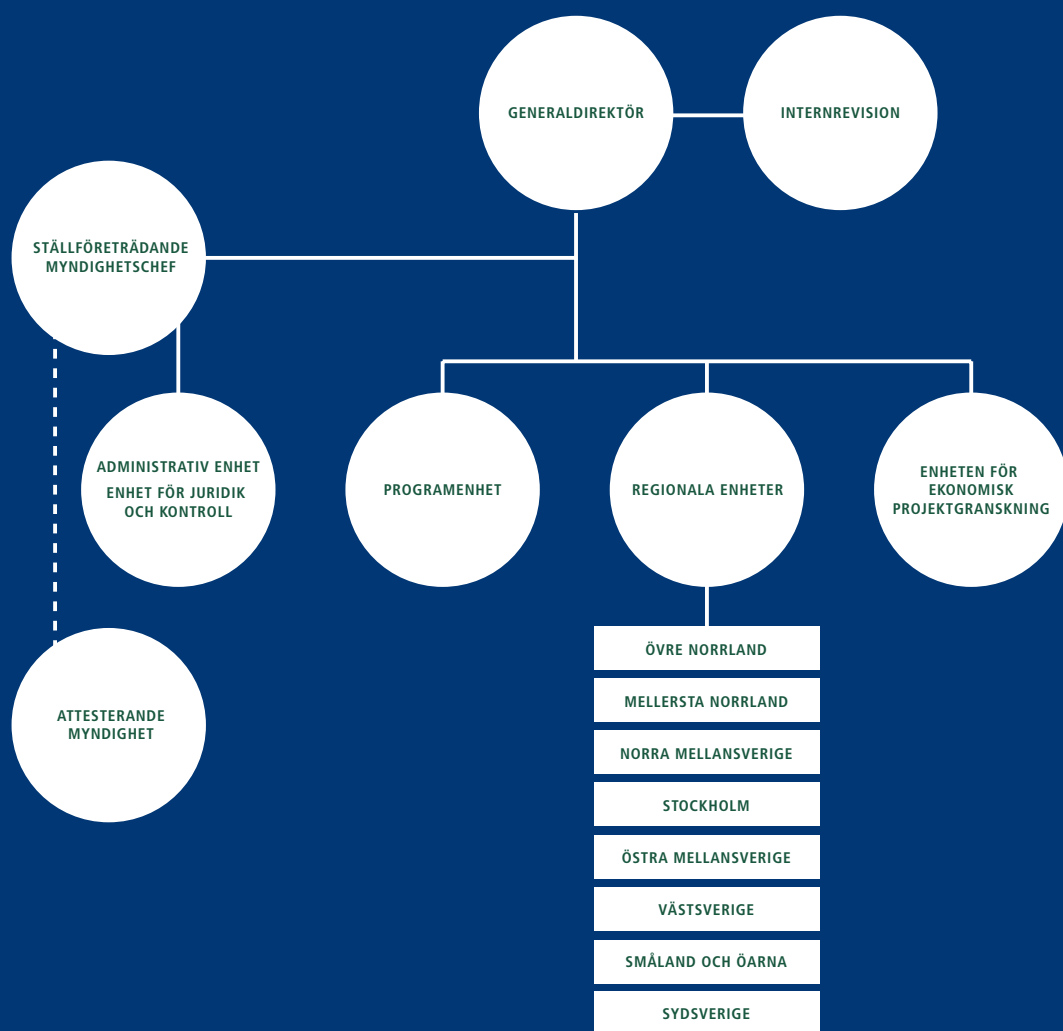 GENERALDIREKTÖR
INTERNREVISION
STÄLLFÖRETRÄDANDE
MYNDIGHETSCHEF
ADMINISTRATIV ENHET
ENHET FÖR JURIDIK
OCH KONTROLL
PROGRAMENHET
REGIONALA ENHETER
ENHETEN FÖR
EKONOMISK
PROJEKTGRANSKNING
ATTESTERANDE
MYNDIGHET
ÖVRE NORRLAND
MELLERSTA NORRLAND
NORRA MELLANSVERIGE
STOCKHOLM
ÖSTRA MELLANSVERIGE
VÄSTSVERIGE
SMÅLAND OCH ÖARNA
SYDSVERIGE